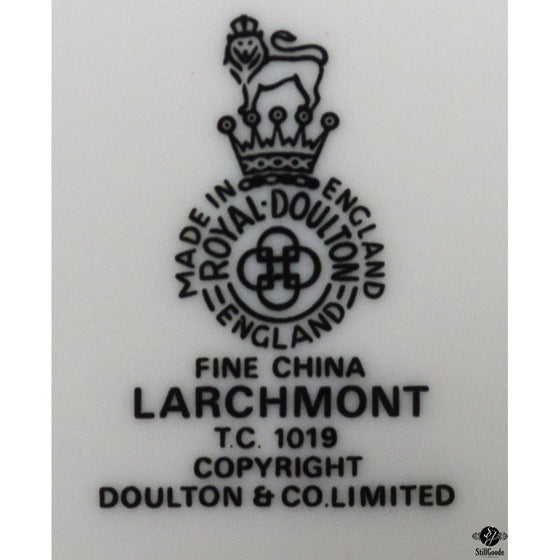 MADE IN ENGLAND
ROYAL·DOULTON
ENGLAND
FINE CHINA
LARCHMONT
T.C. 1019
COPYRIGHT
DOULTON & CO.LIMITED
StillGoode